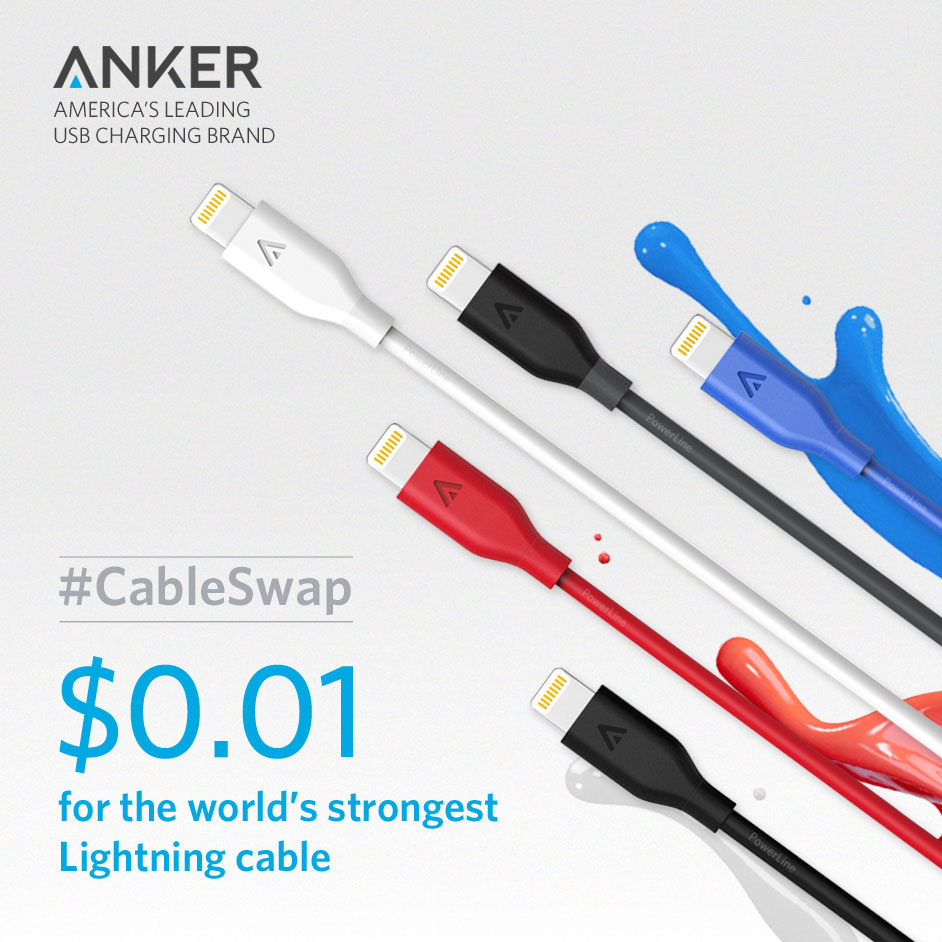 ANKER
AMERICA'S LEADING
USB CHARGING BRAND
PowerLine
PowerLine
PowerLine
PowerLine
#CableSwap
$0.01
for the world's strongest
Lightning cable
PowerLine